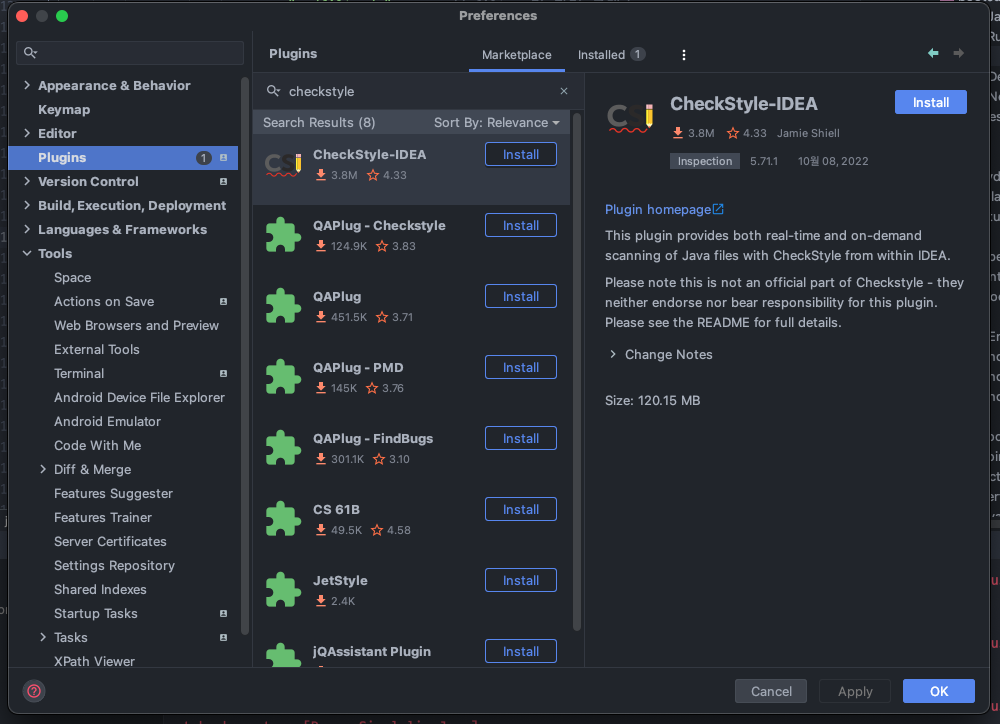 Preferences
Plugins
Marketplace
Installed 1
Appearance & Behavior
Keymap
Editor
Plugins 1
Version Control
Build, Execution, Deployment
Languages & Frameworks
Tools
Space
Actions on Save
Web Browsers and Preview
External Tools
Terminal
Android Device File Explorer
Android Emulator
Code With Me
Diff & Merge
Features Suggester
Features Trainer
Server Certificates
Settings Repository
Shared Indexes
Startup Tasks
Tasks
XPath Viewer
checkstyle
Search Results (8)
Sort By: Relevance
CS
CheckStyle-IDEA
Install
3.8M 4.33
QAPlug - Checkstyle
Install
124.9K 3.83
QAPlug
Install
451.5K 3.71
QAPlug - PMD
Install
145K 3.76
QAPlug - FindBugs
Install
301.1K 3.10
CS 61B
Install
49.5K 4.58
JetStyle
Install
2.4K
jQAssistant Plugin
Install
CS
CheckStyle-IDEA
Install
3.8M 4.33 Jamie Shiell
Inspection 5.71.1 10월 08, 2022
Plugin homepage
This plugin provides both real-time and on-demand
scanning of Java files with CheckStyle from within IDEA.
Please note this is not an official part of Checkstyle - they
neither endorse nor bear responsibility for this plugin.
Please see the README for full details.
Change Notes
Size: 120.15 MB
?
Cancel
Apply
OK